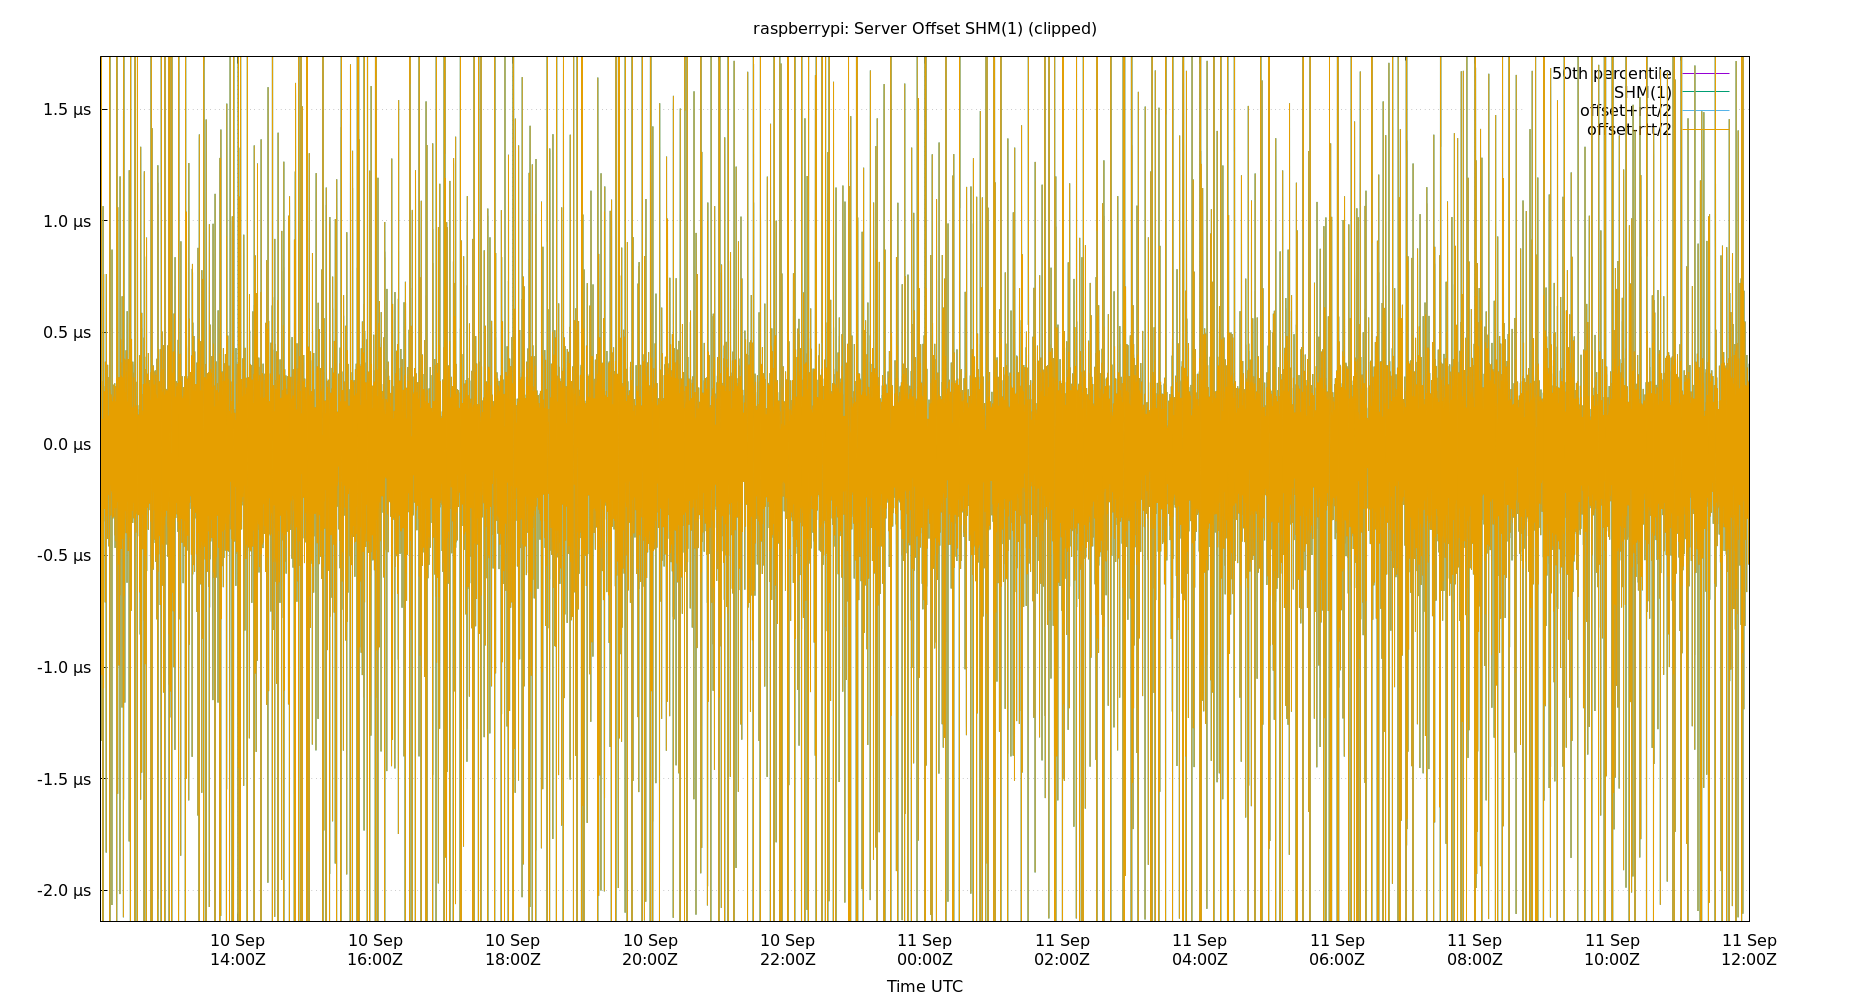 raspberrypi: Server Offset SHM(1) (clipped)
50th percentile
SHM(1)
offset+rtt/2
offset-rtt/2
1.5 µs
1.0 µs
0.5 µs
0.0 µs
-0.5 µs
-1.0 µs
-1.5 µs
-2.0 µs
10 Sep 10 Sep 10 Sep 10 Sep 10 Sep 11 Sep 11 Sep 11 Sep 11 Sep 11 Sep 11 Sep 11 Sep
14:00Z 16:00Z 18:00Z 20:00Z 22:00Z 00:00Z 02:00Z 04:00Z 06:00Z 08:00Z 10:00Z 12:00Z
Time UTC